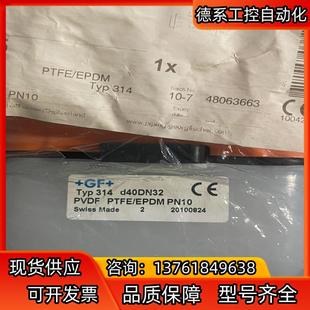 德系工控自动化
PTFE/EPDM
Typ 314
PN10
1x
10-7
48063663
CE
+GF+
CE
Typ 314 d40DN32
PVDF PTFE/EPDM PN10
Swiss Made 2 20100824
现货供应
可开发票
咨询:13761849638
品质保障 型号齐全